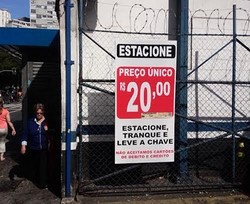 ESTACIONE
PREÇO ÚNICO
R$ 20,00
ESTACIONE,
TRANQUE E
LEVE A CHAVE
NÃO ACEITAMOS CARTÕES
DE DÉBITO E CRÉDITO